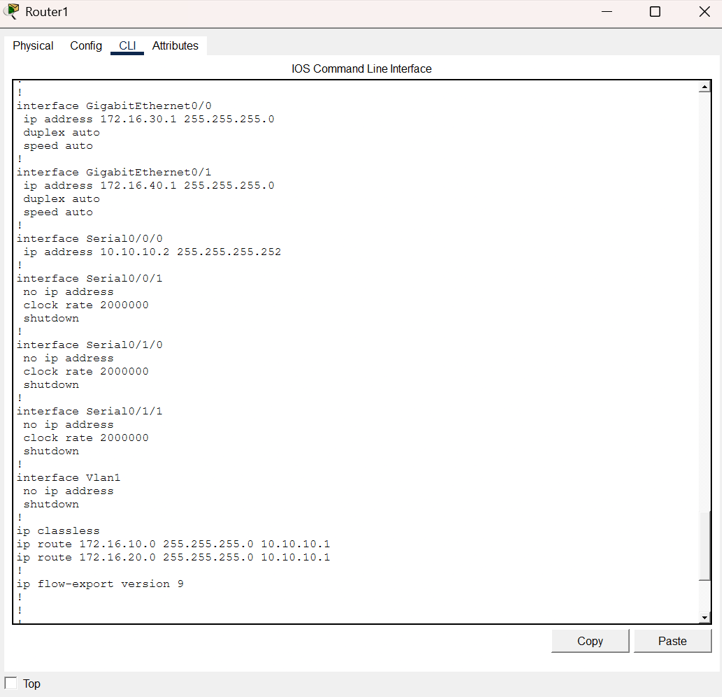 Router1
Physical Config CLI Attributes
IOS Command Line Interface
!
interface GigabitEthernet0/0
 ip address 172.16.30.1 255.255.255.0
 duplex auto
 speed auto
!
interface GigabitEthernet0/1
 ip address 172.16.40.1 255.255.255.0
 duplex auto
 speed auto
!
interface Serial0/0/0
 ip address 10.10.10.2 255.255.255.252
!
interface Serial0/0/1
 no ip address
 clock rate 2000000
 shutdown
!
interface Serial0/1/0
 no ip address
 clock rate 2000000
 shutdown
!
interface Serial0/1/1
 no ip address
 clock rate 2000000
 shutdown
!
interface Vlan1
 no ip address
 shutdown
!
ip classless
ip route 172.16.10.0 255.255.255.0 10.10.10.1
ip route 172.16.20.0 255.255.255.0 10.10.10.1
!
ip flow-export version 9
!
!
!
Copy Paste
Top